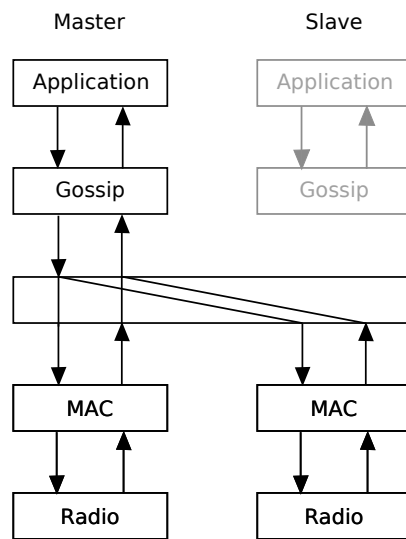 Master
Slave
Application
Application
Gossip
Gossip
MAC
MAC
Radio
Radio